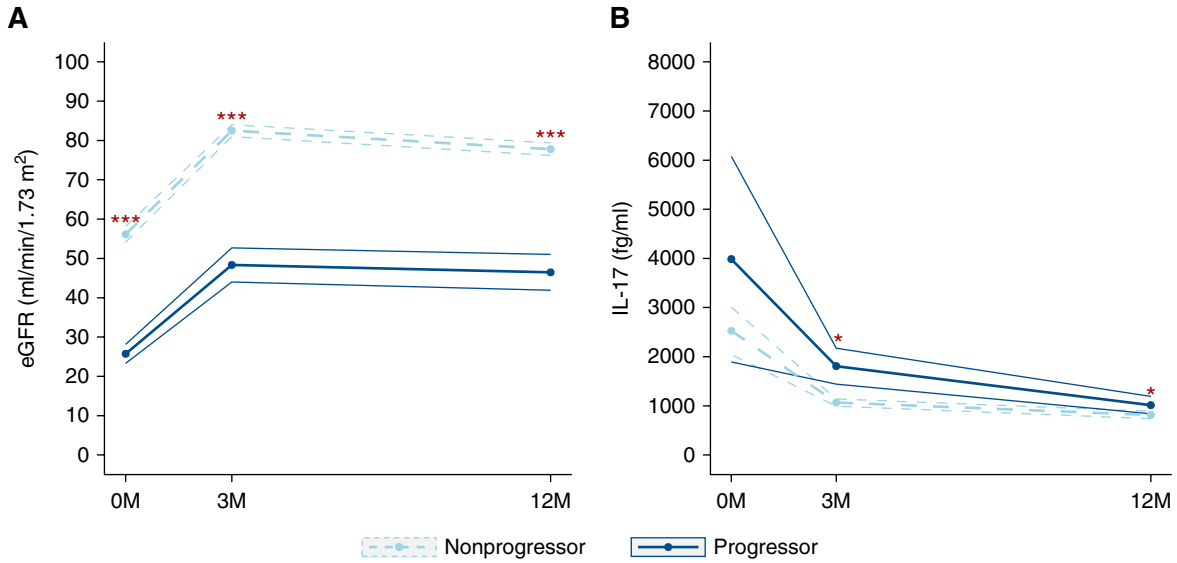 A
eGFR (ml/min/1.73 m²)
100
90
80
70
60
50
40
30
20
10
0
***
***
***
0M
3M
12M
B
IL-17 (fg/ml)
8000
7000
6000
5000
4000
3000
2000
1000
0
*
*
0M
3M
12M
Nonprogressor
Progressor